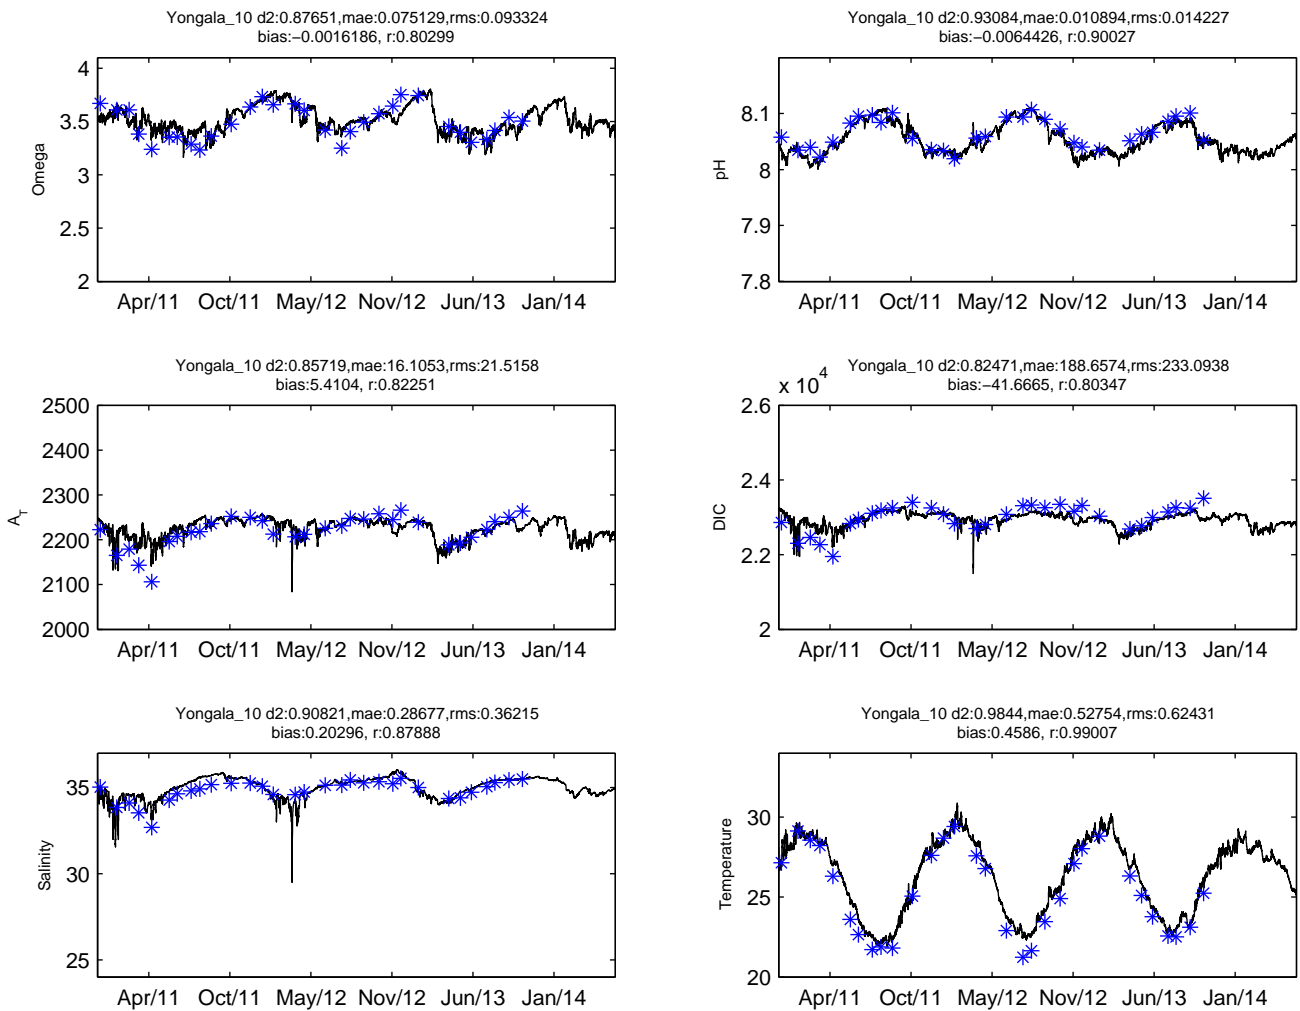 Yongala_10 d2:0.87651,mae:0.075129,rms:0.093324
bias:−0.0016186, r:0.80299
4
3.5
3
2.5
2
Omega
Apr/11 Oct/11 May/12 Nov/12 Jun/13 Jan/14
Yongala_10 d2:0.93084,mae:0.010894,rms:0.014227
bias:−0.0064426, r:0.90027
8.1
8
7.9
7.8
pH
Apr/11 Oct/11 May/12 Nov/12 Jun/13 Jan/14
Yongala_10 d2:0.85719,mae:16.1053,rms:21.5158
bias:5.4104, r:0.82251
2500
2400
2300
2200
2100
2000
A_T
Apr/11 Oct/11 May/12 Nov/12 Jun/13 Jan/14
Yongala_10 d2:0.82471,mae:188.6574,rms:233.0938
bias:−41.6665, r:0.80347
x 10^4
2.6
2.4
2.2
2
DIC
Apr/11 Oct/11 May/12 Nov/12 Jun/13 Jan/14
Yongala_10 d2:0.90821,mae:0.28677,rms:0.36215
bias:0.20296, r:0.87888
35
30
25
Salinity
Apr/11 Oct/11 May/12 Nov/12 Jun/13 Jan/14
Yongala_10 d2:0.9844,mae:0.52754,rms:0.62431
bias:0.4586, r:0.99007
30
25
20
Temperature
Apr/11 Oct/11 May/12 Nov/12 Jun/13 Jan/14